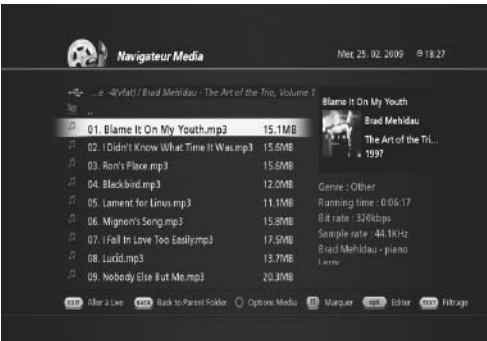 Navigateur Media
Mer, 25. 02. 2009 18:27
...e -4(vfat)/ Brad Mehldau - The Art of the Trio, Volume 1
..
01. Blame It On My Youth.mp3 15.1MB
02. I Didn't Know What Time It Was.mp3 15.6MB
03. Ron's Place.mp3 15.6MB
04. Blackbird.mp3 12.0MB
05. Lament for Linus.mp3 11.1MB
06. Mignon's Song.mp3 15.8MB
07. I Fall In Love Too Easily.mp3 17.5MB
08. Lucid.mp3 13.7MB
09. Nobody Else But Me.mp3 20.3MB
Blame It On My Youth
Brad Mehldau
The Art of the Tri...
1997
Genre : Other
Running time : 0:06:17
Bit rate : 320kbps
Sample rate : 44.1KHz
Brad Mehldau - piano
Larry
EXIT Aller à Live BACK Back to Parent Folder Options Media Marquer opt Editer TEXT Filtrage